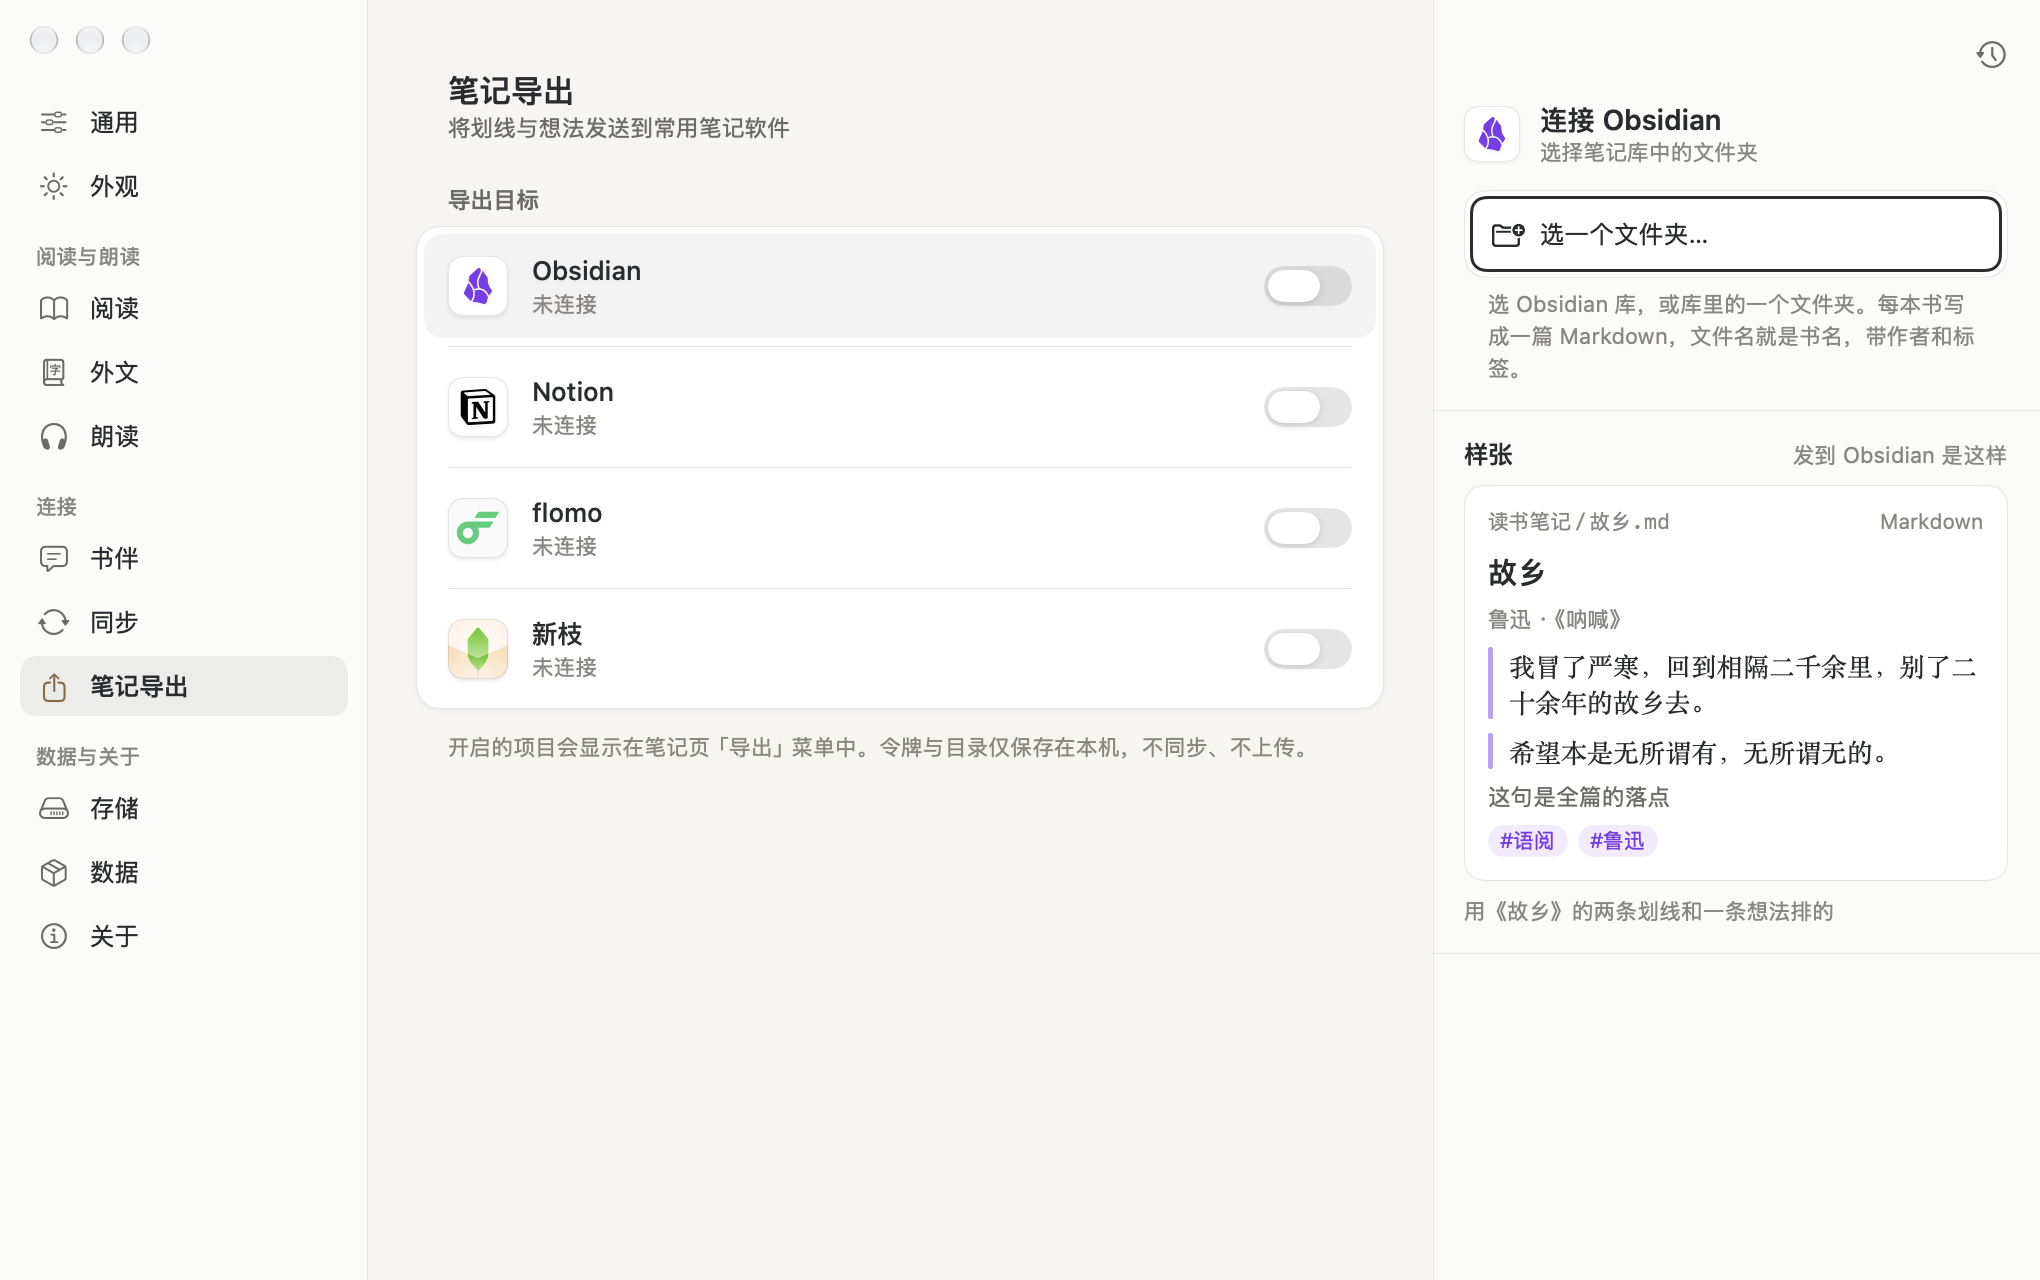 通用
外观
阅读与朗读
阅读
外文
朗读
连接
书伴
同步
笔记导出
数据与关于
存储
数据
关于
笔记导出
将划线与想法发送到常用笔记软件
导出目标
Obsidian
未连接
Notion
未连接
flomo
未连接
新枝
未连接
开启的项目会显示在笔记页「导出」菜单中。令牌与目录仅保存在本机，不同步、不上传。
连接 Obsidian
选择笔记库中的文件夹
选一个文件夹...
选 Obsidian 库，或库里的一个文件夹。每本书写
成一篇 Markdown，文件名就是书名，带作者和标
签。
样张 发到 Obsidian 是这样
读书笔记/故乡.md Markdown
故乡
鲁迅 ·《呐喊》
我冒了严寒，回到相隔二千余里，别了二
十余年的故乡去。
希望本是无所谓有，无所谓无的。
这句是全篇的落点
#语阅 #鲁迅
用《故乡》的两条划线和一条想法排的